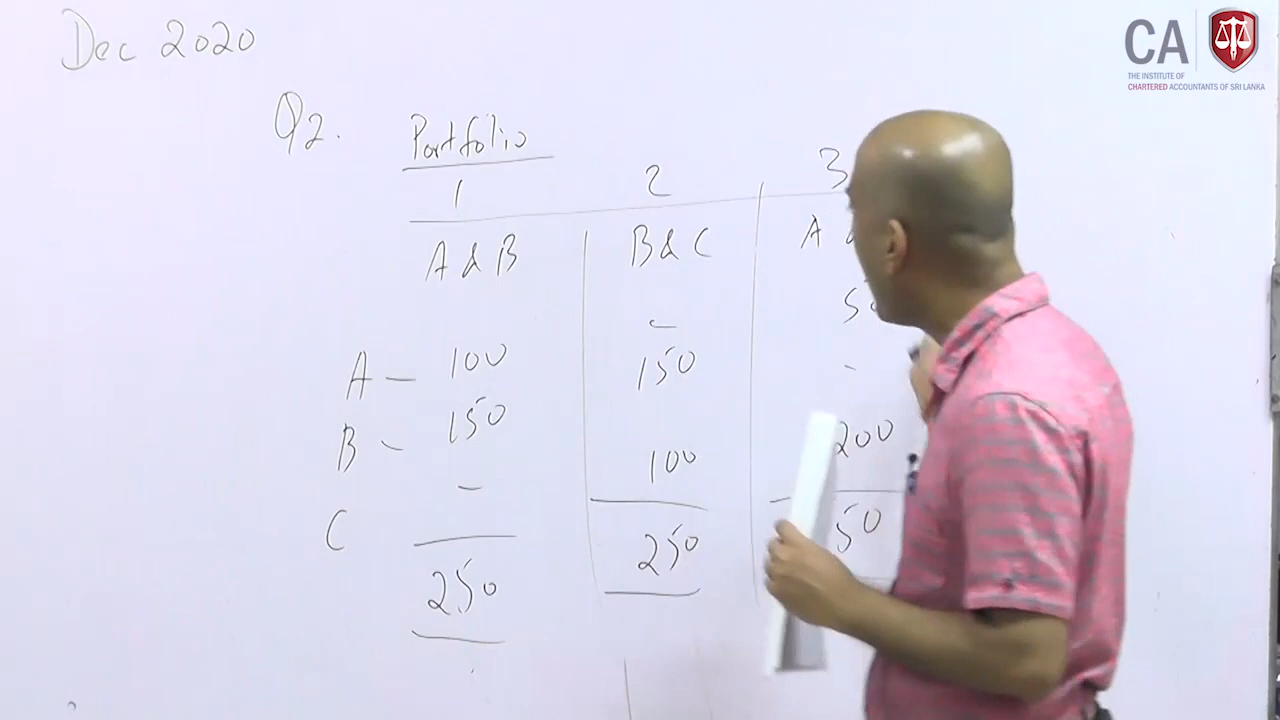 Dec 2020
CA
THE INSTITUTE OF
CHARTERED ACCOUNTANTS OF SRI LANKA
Q2.
Portfolio
1 2 3
A & B B & C A
A – 100 –
B – 150 150 -
C – 100 200
250 250 50